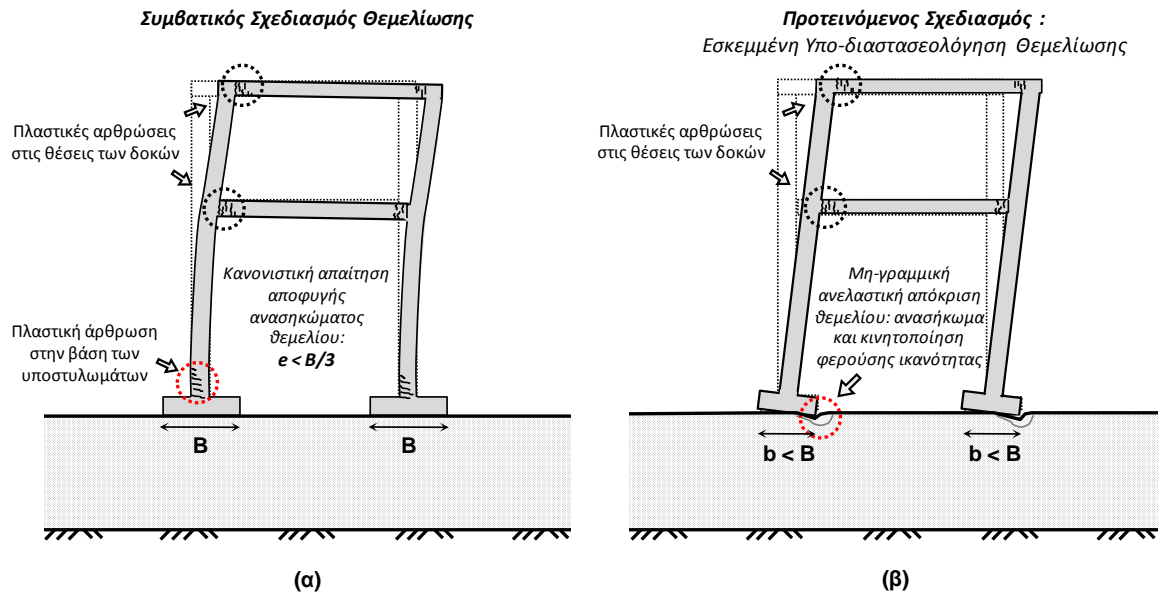 Συμβατικός Σχεδιασμός Θεμελίωσης
Πλαστικές αρθρώσεις
στις θέσεις των δοκών
Κανονιστική απαίτηση
αποφυγής
ανασηκώματος
θεμελίου:
e < B/3
Πλαστική άρθρωση
στην βάση των
υποστυλωμάτων
B
B
(α)
Προτεινόμενος Σχεδιασμός :
Εσκεμμένη Υπο-διαστασεολόγηση Θεμελίωσης
Πλαστικές αρθρώσεις
στις θέσεις των δοκών
Μη-γραμμική
ανελαστική απόκριση
θεμελίου: ανασήκωμα
και κινητοποίηση
φερούσης ικανότητας
b < B
b < B
(β)